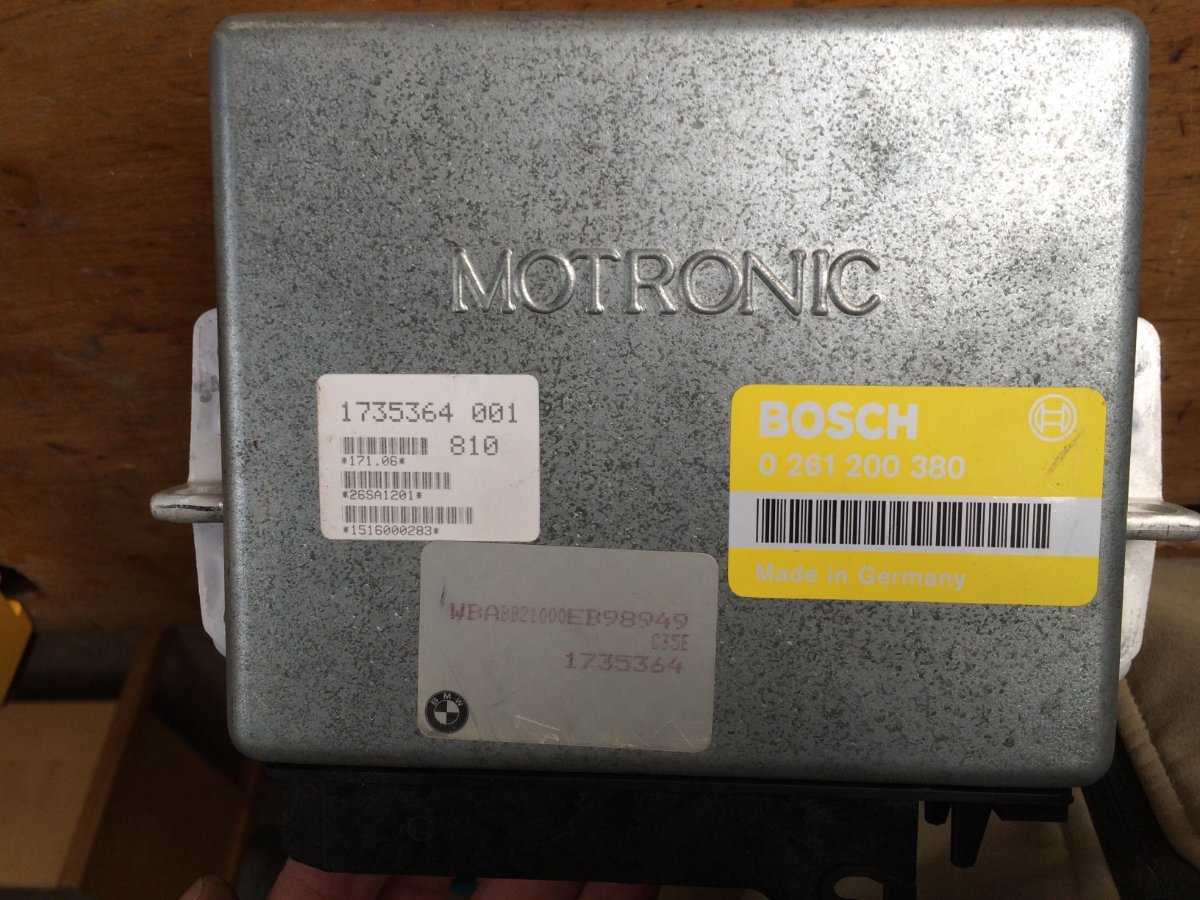 MOTRONIC
1735364 001
810
*171.06*
*26SA1201*
*1516000283*
BOSCH
0 261 200 380
Made in Germany
WBABB21000EB98949
C35E
1735364
BMW